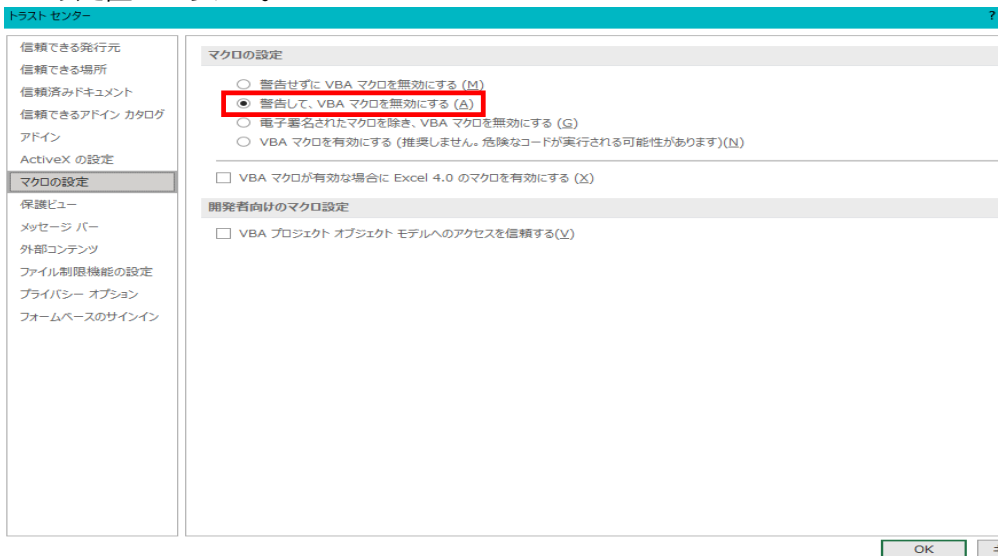 トラスト センター
?
信頼できる発行元
信頼できる場所
信頼済みドキュメント
信頼できるアドイン カタログ
アドイン
ActiveX の設定
マクロの設定
保護ビュー
メッセージ バー
外部コンテンツ
ファイル制限機能の設定
プライバシー オプション
フォームベースのサインイン
マクロの設定
警告せずに VBA マクロを無効にする (M)
警告して、VBA マクロを無効にする (A)
電子署名されたマクロを除き、VBA マクロを無効にする (G)
VBA マクロを有効にする (推奨しません。危険なコードが実行される可能性があります)(N)
VBA マクロが有効な場合に Excel 4.0 のマクロを有効にする (X)
開発者向けのマクロ設定
VBA プロジェクト オブジェクト モデルへのアクセスを信頼する(V)
OK